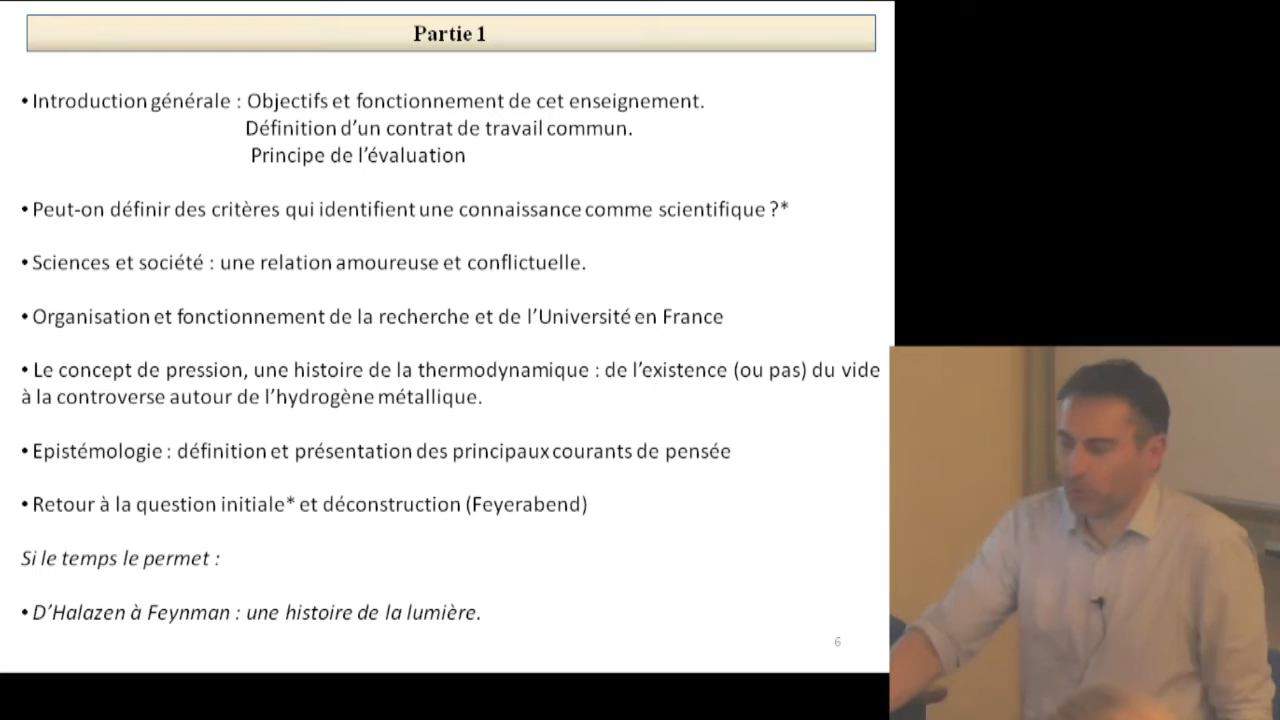 Partie 1
• Introduction générale : Objectifs et fonctionnement de cet enseignement.
Définition d’un contrat de travail commun.
Principe de l’évaluation
• Peut-on définir des critères qui identifient une connaissance comme scientifique ?*
• Sciences et société : une relation amoureuse et conflictuelle.
• Organisation et fonctionnement de la recherche et de l’Université en France
• Le concept de pression, une histoire de la thermodynamique : de l’existence (ou pas) du vide
à la controverse autour de l’hydrogène métallique.
• Epistémologie : définition et présentation des principaux courants de pensée
• Retour à la question initiale* et déconstruction (Feyerabend)
Si le temps le permet :
• D’Halazen à Feynman : une histoire de la lumière.
6